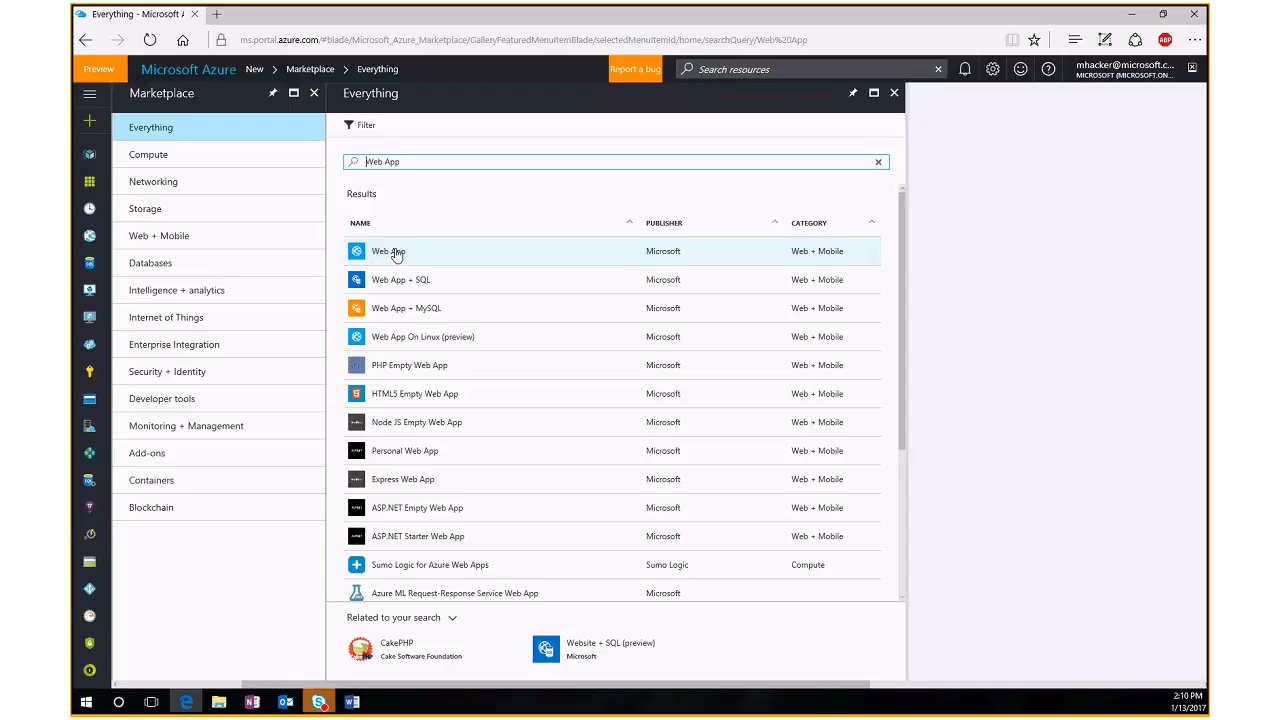 Everything - Microsoft A
ms.portal.azure.com/#blade/Microsoft_Azure_Marketplace/GalleryFeaturedMenuItemBlade/selectedMenuItemId/home/searchQuery/Web%20App
ABP
Preview
Microsoft Azure
New > Marketplace > Everything
Report a bug
Search resources
mhacker@microsoft.c...
MICROSOFT (MICROSOFT.ON...
Marketplace
Everything
Compute
Networking
Storage
Web + Mobile
Databases
Intelligence + analytics
Internet of Things
Enterprise Integration
Security + Identity
Developer tools
Monitoring + Management
Add-ons
Containers
Blockchain
Everything
Filter
Web App
Results
NAME PUBLISHER CATEGORY
Web App Microsoft Web + Mobile
Web App + SQL Microsoft Web + Mobile
Web App + MySQL Microsoft Web + Mobile
Web App On Linux (preview) Microsoft Web + Mobile
PHP Empty Web App Microsoft Web + Mobile
HTML5 Empty Web App Microsoft Web + Mobile
Node JS Empty Web App Microsoft Web + Mobile
Personal Web App Microsoft Web + Mobile
Express Web App Microsoft Web + Mobile
ASP.NET Empty Web App Microsoft Web + Mobile
ASP.NET Starter Web App Microsoft Web + Mobile
Sumo Logic for Azure Web Apps Sumo Logic Compute
Azure ML Request-Response Service Web App Microsoft
Related to your search
CakePHP
Cake Software Foundation
Website + SQL (preview)
Microsoft
2:10 PM
1/13/2017